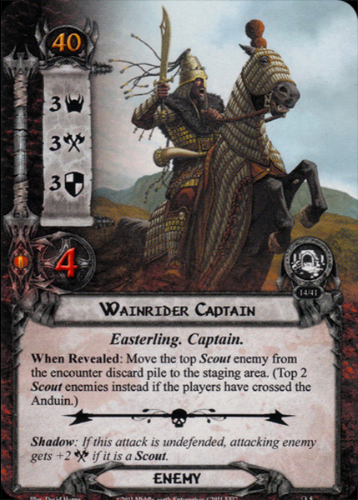 40
3
3
3
4
14/41
Wainrider Captain
Easterling. Captain.
When Revealed: Move the top Scout enemy from
the encounter discard pile to the staging area. (Top 2
Scout enemies instead if the players have crossed the
Anduin.)
Shadow: If this attack is undefended, attacking enemy
gets +2 if it is a Scout.
ENEMY